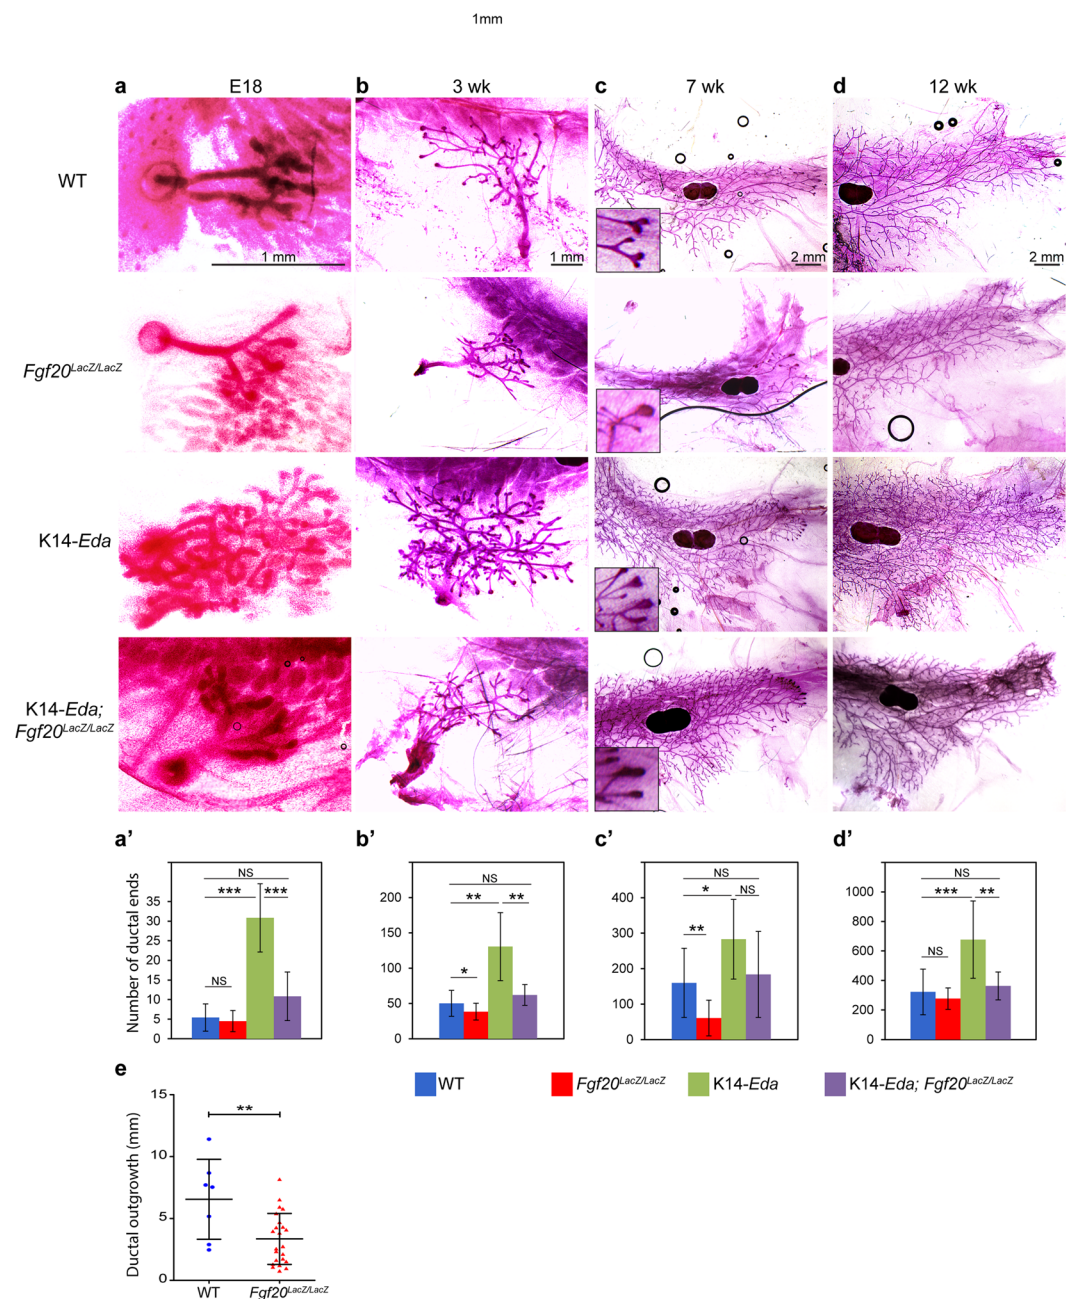 1mm
a E18 b 3 wk c 7 wk d 12 wk
WT
1 mm 1 mm 2 mm 2 mm
Fgf20LacZ/LacZ
K14-Eda
K14-Eda;
Fgf20LacZ/LacZ
a’ b’ c’ d’
Number of ductal ends
NS
*** ***
NS
35
30
25
20
15
10
5
0
NS
** **
*
200
150
100
50
0
NS
* NS
**
400
300
200
100
0
NS
*** **
NS
1000
800
600
400
200
0
WT Fgf20LacZ/LacZ K14-Eda K14-Eda; Fgf20LacZ/LacZ
e
Ductal outgrowth (mm)
15
10
5
0
**
WT Fgf20LacZ/LacZ